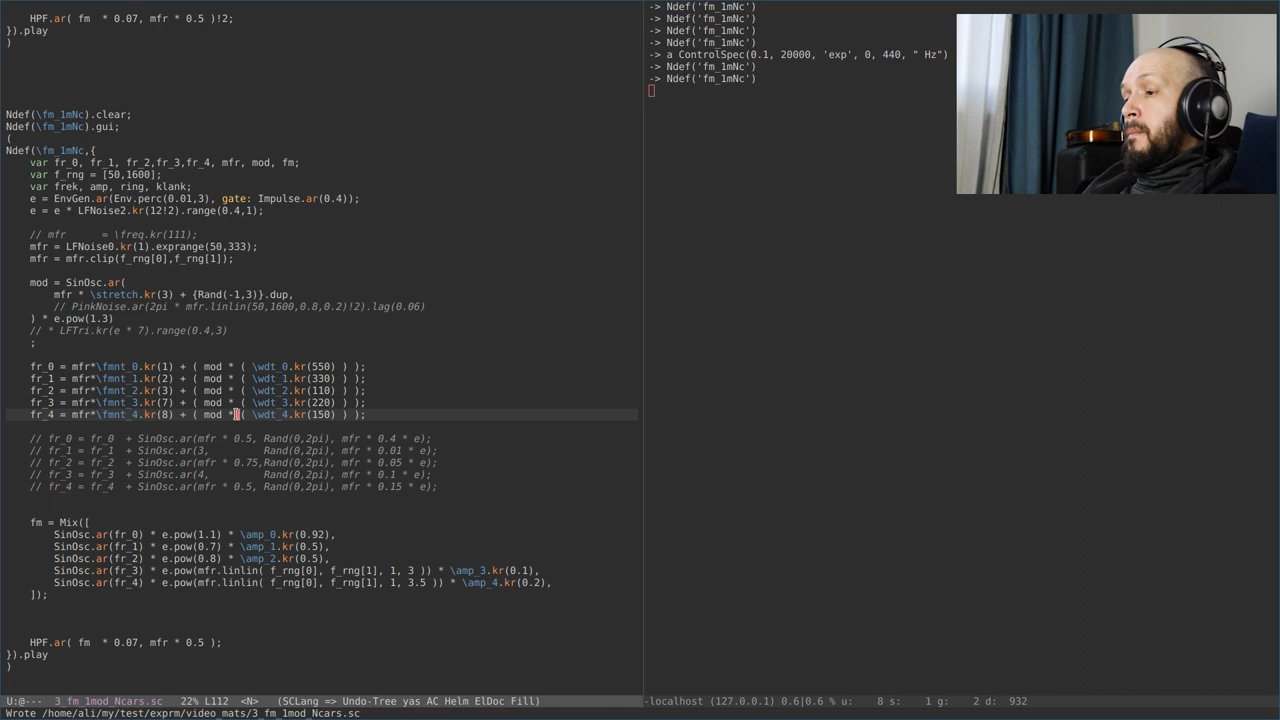 HPF.ar( fm  * 0.07, mfr * 0.5 )!2;
}).play
)
Ndef(\fm_1mNc).clear;
Ndef(\fm_1mNc).gui;
(
Ndef(\fm_1mNc,{
    var fr_0, fr_1, fr_2,fr_3,fr_4, mfr, mod, fm;
    var f_rng = [50,1600];
    var frek, amp, ring, klank;
    e = EnvGen.ar(Env.perc(0.01,3), gate: Impulse.ar(0.4));
    e = e * LFNoise2.kr(12!2).range(0.4,1);
    // mfr     = \freq.kr(111);
    mfr = LFNoise0.kr(1).exprange(50,333);
    mfr = mfr.clip(f_rng[0],f_rng[1]);
    mod = SinOsc.ar(
        mfr * \stretch.kr(3) + {Rand(-1,3)}.dup,
        // PinkNoise.ar(2pi * mfr.linlin(50,1600,0.8,0.2)!2).lag(0.06)
    ) * e.pow(1.3)
    // * LFTri.kr(e * 7).range(0.4,3)
    ;
    fr_0 = mfr*\fmnt_0.kr(1) + ( mod * ( \wdt_0.kr(550) ) );
    fr_1 = mfr*\fmnt_1.kr(2) + ( mod * ( \wdt_1.kr(330) ) );
    fr_2 = mfr*\fmnt_2.kr(3) + ( mod * ( \wdt_2.kr(110) ) );
    fr_3 = mfr*\fmnt_3.kr(7) + ( mod * ( \wdt_3.kr(220) ) );
    fr_4 = mfr*\fmnt_4.kr(8) + ( mod * ( \wdt_4.kr(150) ) );
    // fr_0 = fr_0  + SinOsc.ar(mfr * 0.5, Rand(0,2pi), mfr * 0.4 * e);
    // fr_1 = fr_1  + SinOsc.ar(3,         Rand(0,2pi), mfr * 0.01 * e);
    // fr_2 = fr_2  + SinOsc.ar(mfr * 0.75,Rand(0,2pi), mfr * 0.05 * e);
    // fr_3 = fr_3  + SinOsc.ar(4,         Rand(0,2pi), mfr * 0.1 * e);
    // fr_4 = fr_4  + SinOsc.ar(mfr * 0.5, Rand(0,2pi), mfr * 0.15 * e);
    fm = Mix([
        SinOsc.ar(fr_0) * e.pow(1.1) * \amp_0.kr(0.92),
        SinOsc.ar(fr_1) * e.pow(0.7) * \amp_1.kr(0.5),
        SinOsc.ar(fr_2) * e.pow(0.8) * \amp_2.kr(0.5),
        SinOsc.ar(fr_3) * e.pow(mfr.linlin( f_rng[0], f_rng[1], 1, 3 )) * \amp_3.kr(0.1),
        SinOsc.ar(fr_4) * e.pow(mfr.linlin( f_rng[0], f_rng[1], 1, 3.5 )) * \amp_4.kr(0.2),
    ]);
    HPF.ar( fm  * 0.07, mfr * 0.5 );
}).play
)
U:@---  3_fm_1mod_Ncars.sc   22% L112  <N>   (SCLang => Undo-Tree yas AC Helm ElDoc Fill)
Wrote /home/ali/my/test/exprm/video_mats/3_fm_1mod_Ncars.sc
-> Ndef('fm_1mNc')
-> Ndef('fm_1mNc')
-> Ndef('fm_1mNc')
-> Ndef('fm_1mNc')
-> a ControlSpec(0.1, 20000, 'exp', 0, 440, " Hz")
-> Ndef('fm_1mNc')
-> Ndef('fm_1mNc')
-localhost (127.0.0.1) 0.6|0.6 % u:    8 s:    1 g:    2 d:  932